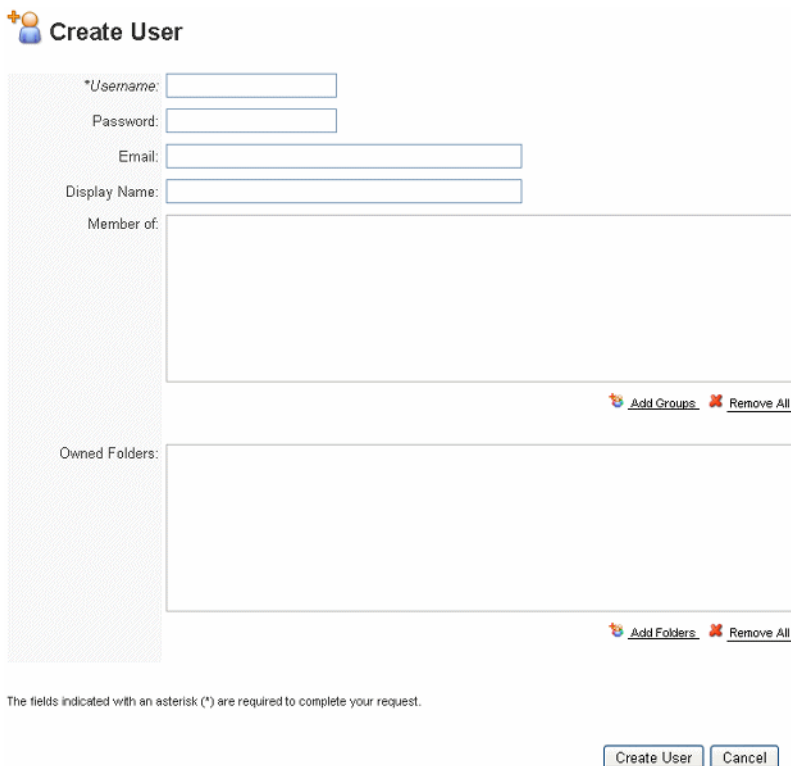 Create User
*Username:
Password:
Email:
Display Name:
Member of:
Add Groups Remove All
Owned Folders:
Add Folders Remove All
The fields indicated with an asterisk (*) are required to complete your request.
Create User Cancel